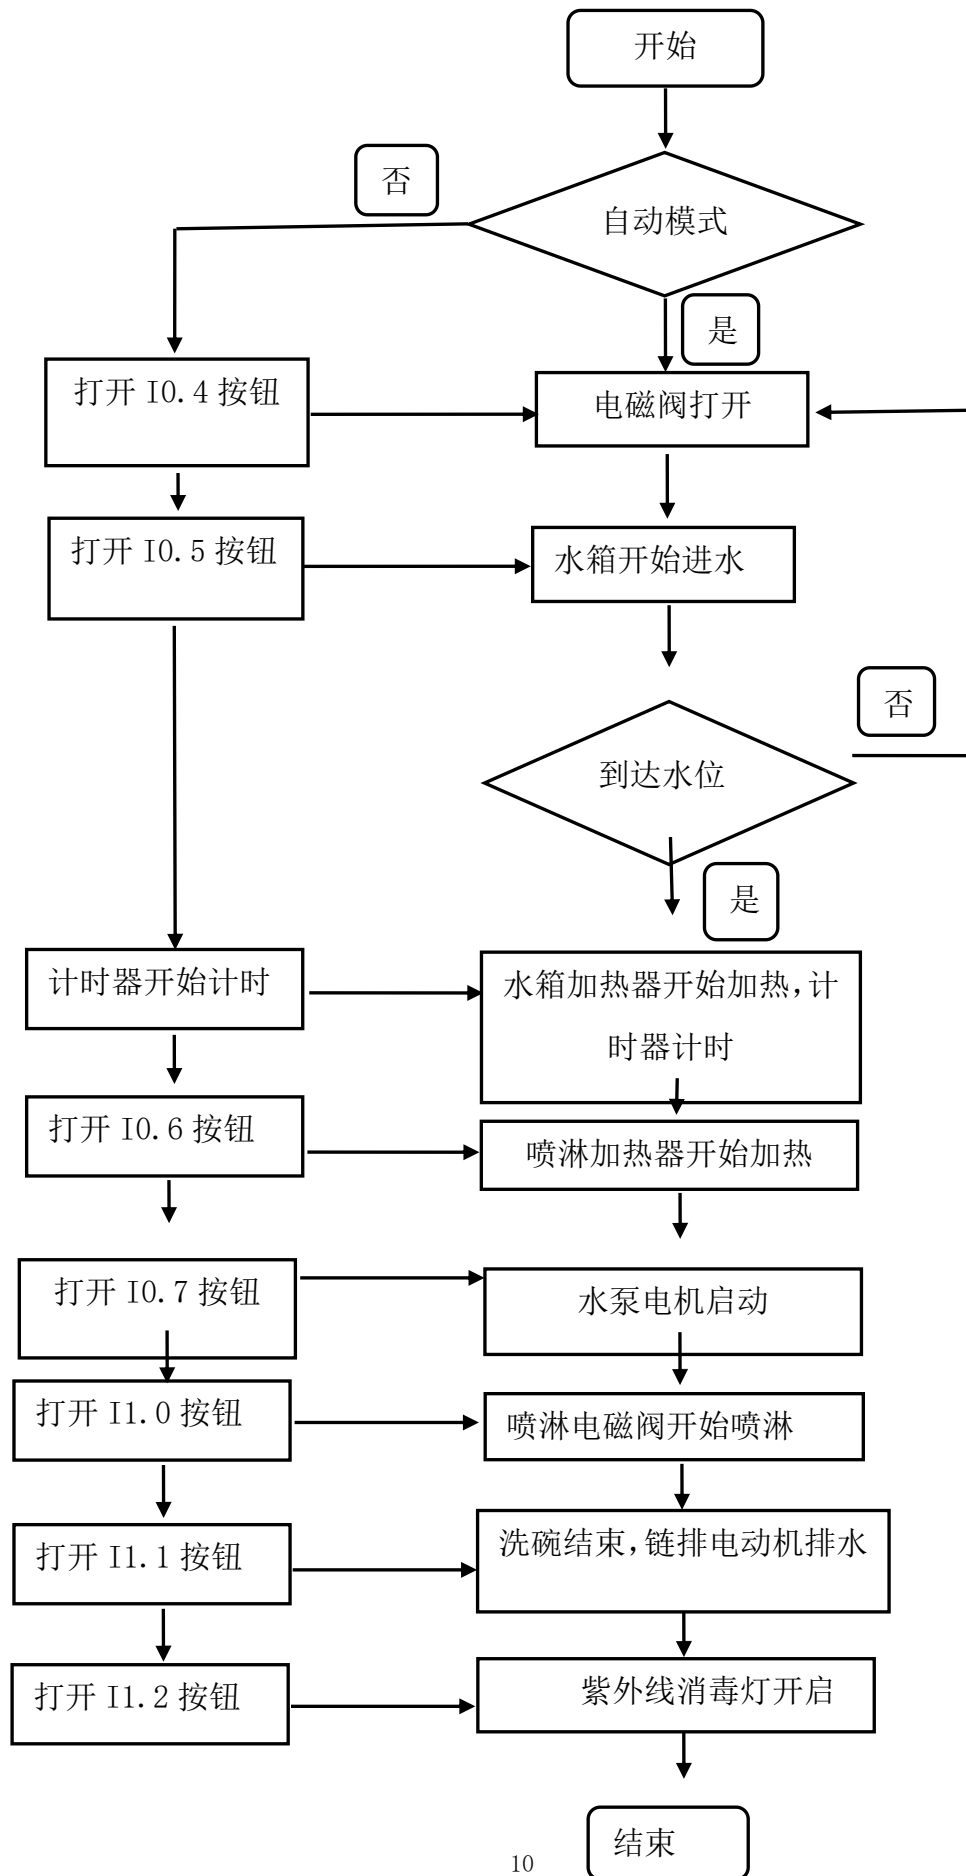 开始
否
自动模式
是
打开 I0.4 按钮
电磁阀打开
打开 I0.5 按钮
水箱开始进水
否
到达水位
是
计时器开始计时
水箱加热器开始加热,计
时器计时
打开 I0.6 按钮
喷淋加热器开始加热
打开 I0.7 按钮
水泵电机启动
打开 I1.0 按钮
喷淋电磁阀开始喷淋
打开 I1.1 按钮
洗碗结束,链排电动机排水
打开 I1.2 按钮
紫外线消毒灯开启
结束
10